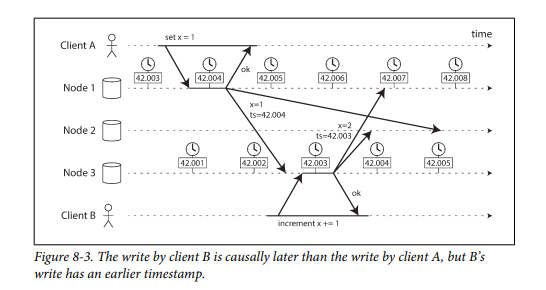 time
set x = 1
Client A
ok
42.003
42.004
42.005
42.006
42.007
42.008
Node 1
x=1
ts=42.004
x=2
ts=42.003
Node 2
42.001
42.002
42.003
42.004
42.005
Node 3
ok
Client B
increment x += 1
Figure 8-3. The write by client B is causally later than the write by client A, but B’s
write has an earlier timestamp.